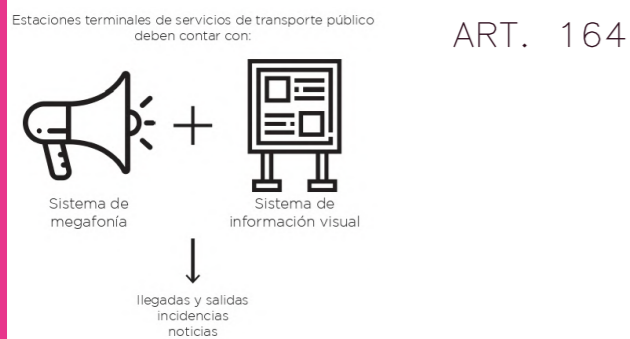 Estaciones terminales de servicios de transporte público
deben contar con:
ART. 164
Sistema de
megafonía
Sistema de
información visual
llegadas y salidas
incidencias
noticias